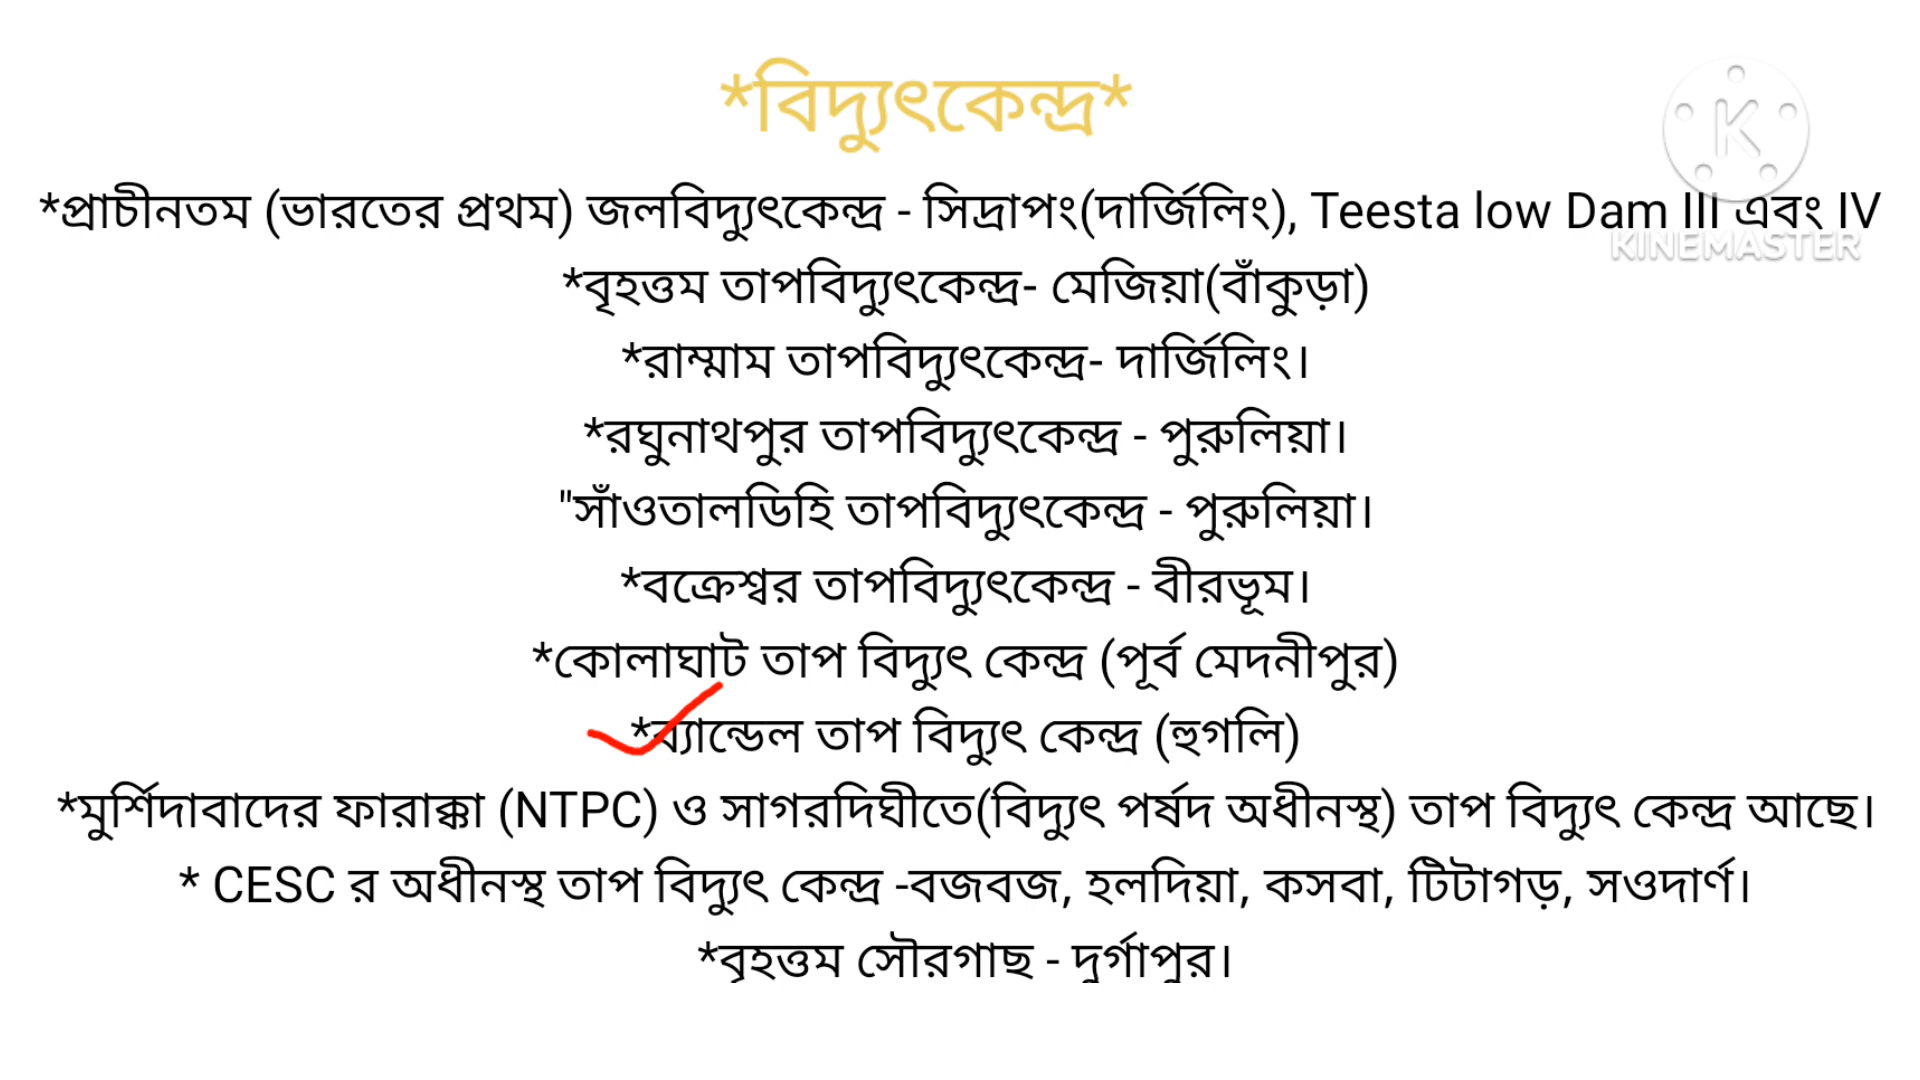 *বিদ্যুৎকেন্দ্র*
*প্রাচীনতম (ভারতের প্রথম) জলবিদ্যুৎকেন্দ্র - সিদ্রাপং(দার্জিলিং), Teesta low Dam III এবং IV
KINEMASTER
*বৃহত্তম তাপবিদ্যুৎকেন্দ্র- মেজিয়া(বাঁকুড়া)
*রাম্মাম তাপবিদ্যুৎকেন্দ্র- দার্জিলিং।
*রঘুনাথপুর তাপবিদ্যুৎকেন্দ্র - পুরুলিয়া।
"সাঁওতালডিহি তাপবিদ্যুৎকেন্দ্র - পুরুলিয়া।
*বক্রেশ্বর তাপবিদ্যুৎকেন্দ্র - বীরভূম।
*কোলাঘাট তাপ বিদ্যুৎ কেন্দ্র (পূর্ব মেদনীপুর)
*ব্যান্ডেল তাপ বিদ্যুৎ কেন্দ্র (হুগলি)
*মুর্শিদাবাদের ফারাক্কা (NTPC) ও সাগরদিঘীতে(বিদ্যুৎ পর্ষদ অধীনস্থ) তাপ বিদ্যুৎ কেন্দ্র আছে।
* CESC র অধীনস্থ তাপ বিদ্যুৎ কেন্দ্র -বজবজ, হলদিয়া, কসবা, টিটাগড়, সওদার্ণ।
*বৃহত্তম সৌরগাছ - দুর্গাপুর।